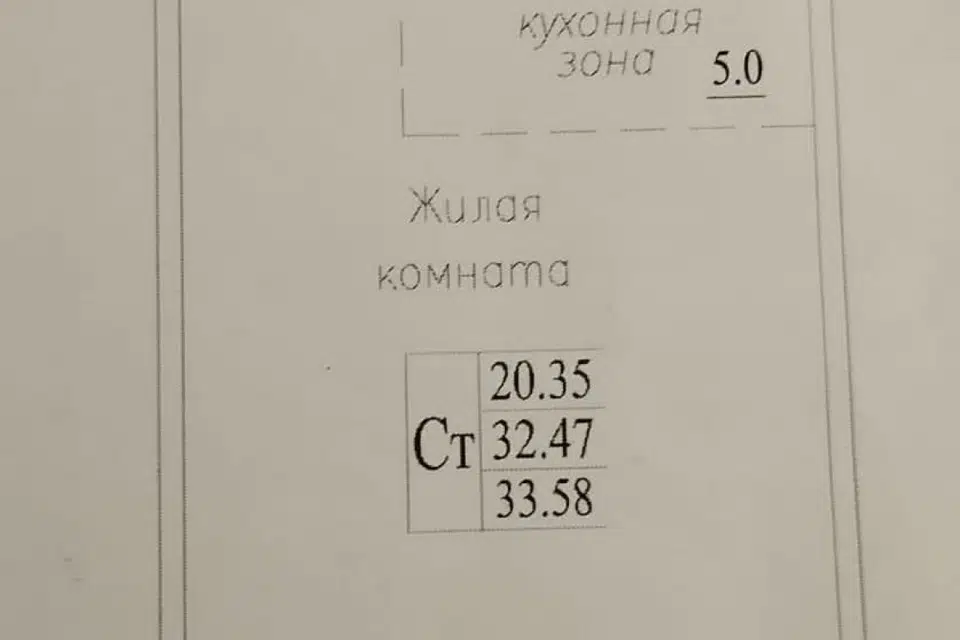 кухонная
зона
5.0
Жилая
комната
Ст
20.35
32.47
33.58